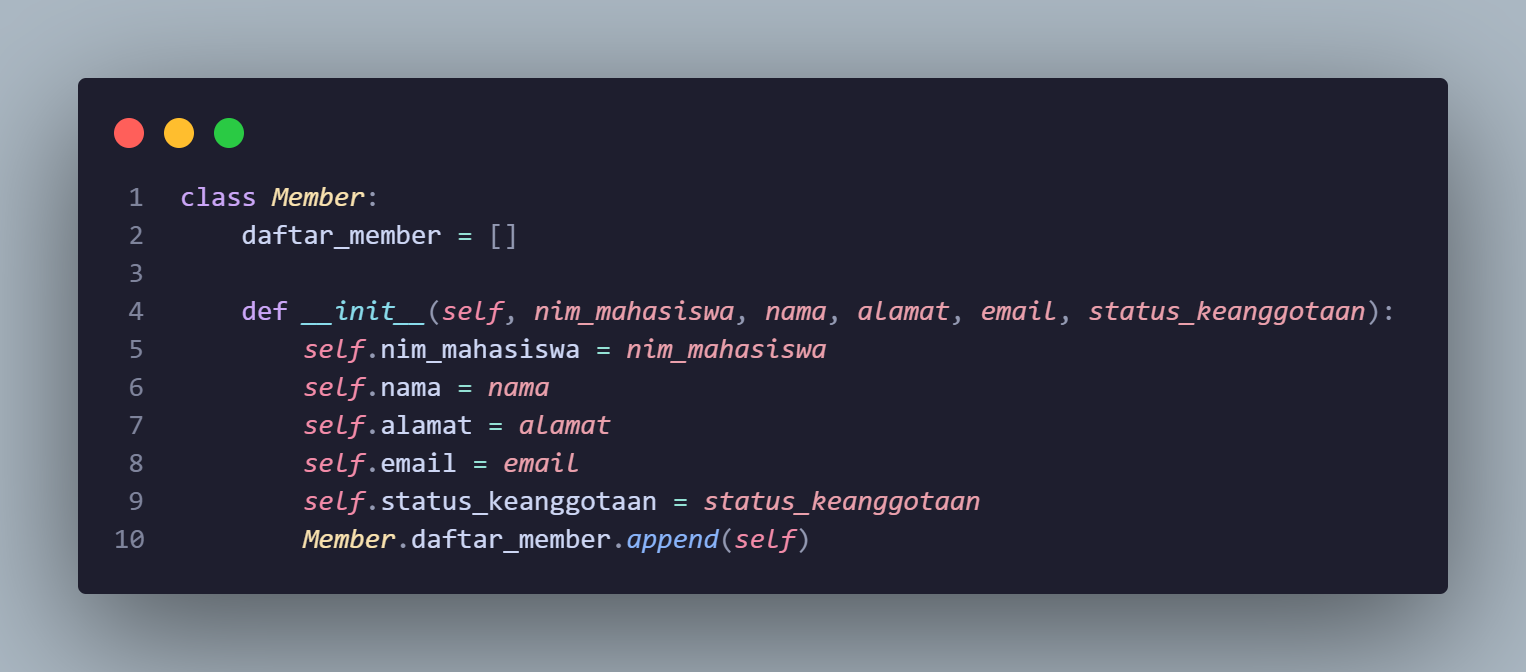 1 class Member:
2     daftar_member = []
3
4     def __init__(self, nim_mahasiswa, nama, alamat, email, status_keanggotaan):
5         self.nim_mahasiswa = nim_mahasiswa
6         self.nama = nama
7         self.alamat = alamat
8         self.email = email
9         self.status_keanggotaan = status_keanggotaan
10         Member.daftar_member.append(self)